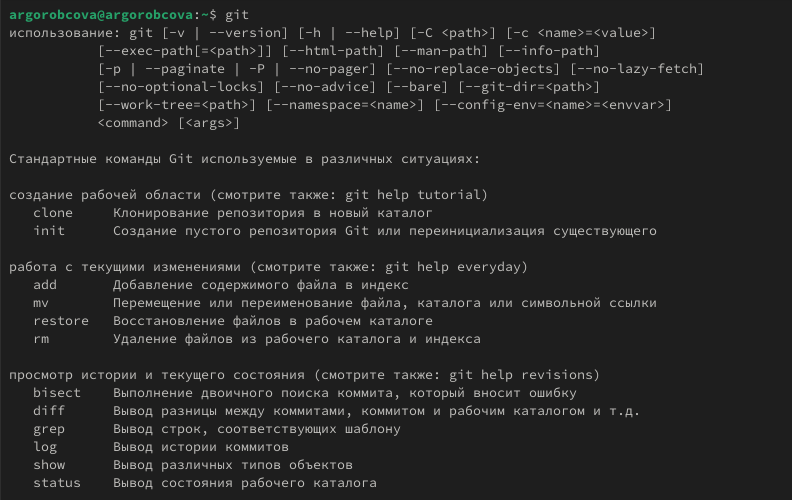 argorobcova@argorobcova:~$ git
использование: git [-v | --version] [-h | --help] [-C <path>] [-c <name>=<value>]
[--exec-path[=<path>]] [--html-path] [--man-path] [--info-path]
[-p | --paginate | -P | --no-pager] [--no-replace-objects] [--no-lazy-fetch]
[--no-optional-locks] [--no-advice] [--bare] [--git-dir=<path>]
[--work-tree=<path>] [--namespace=<name>] [--config-env=<name>=<envvar>]
<command> [<args>]
Стандартные команды Git используемые в различных ситуациях:
создание рабочей области (смотрите также: git help tutorial)
clone Клонирование репозитория в новый каталог
init Создание пустого репозитория Git или переинициализация существующего
работа с текущими изменениями (смотрите также: git help everyday)
add Добавление содержимого файла в индекс
mv Перемещение или переименование файла, каталога или символьной ссылки
restore Восстановление файлов в рабочем каталоге
rm Удаление файлов из рабочего каталога и индекса
просмотр истории и текущего состояния (смотрите также: git help revisions)
bisect Выполнение двоичного поиска коммита, который вносит ошибку
diff Вывод разницы между коммитами, коммитом и рабочим каталогом и т.д.
grep Вывод строк, соответствующих шаблону
log Вывод истории коммитов
show Вывод различных типов объектов
status Вывод состояния рабочего каталога